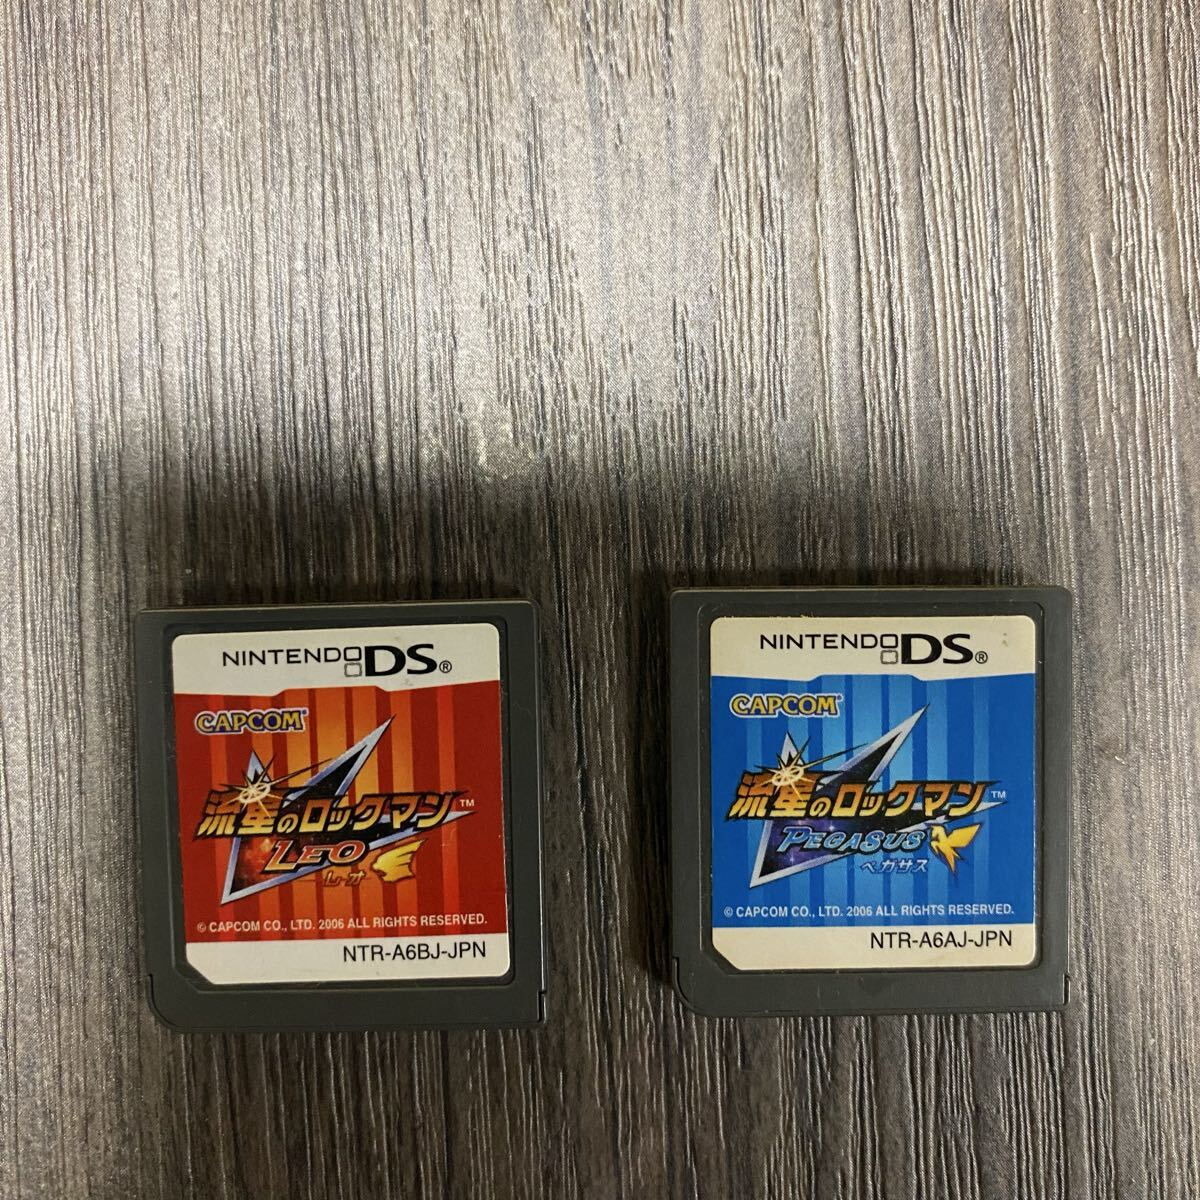 NINTENDO DS®
CAPCOM®
流星のロックマン™
LEO
レオ
© CAPCOM CO., LTD. 2006 ALL RIGHTS RESERVED.
NTR-A6BJ-JPN
NINTENDO DS®
CAPCOM®
流星のロックマン™
PEGASUS
ペガサス
© CAPCOM CO., LTD. 2006 ALL RIGHTS RESERVED.
NTR-A6AJ-JPN